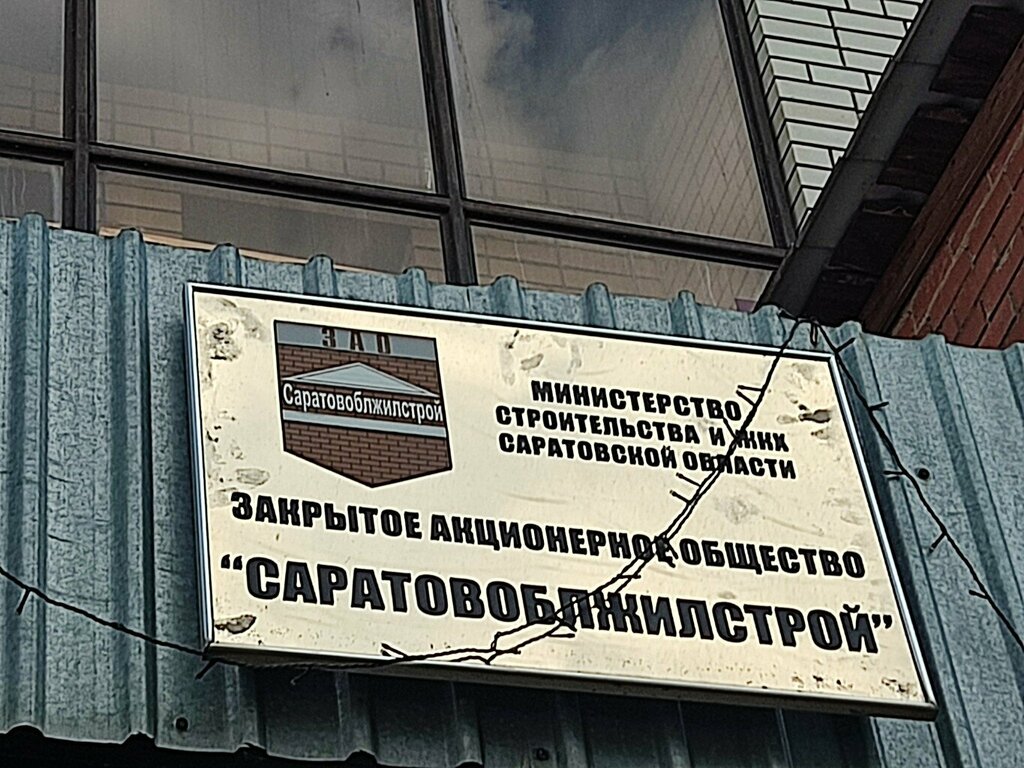 ЗАО
Саратовоблжилстрой
МИНИСТЕРСТВО
СТРОИТЕЛЬСТВА И ЖКХ
САРАТОВСКОЙ ОБЛАСТИ
ЗАКРЫТОЕ АКЦИОНЕРНОЕ ОБЩЕСТВО
“САРАТОВОБЛЖИЛСТРОЙ”